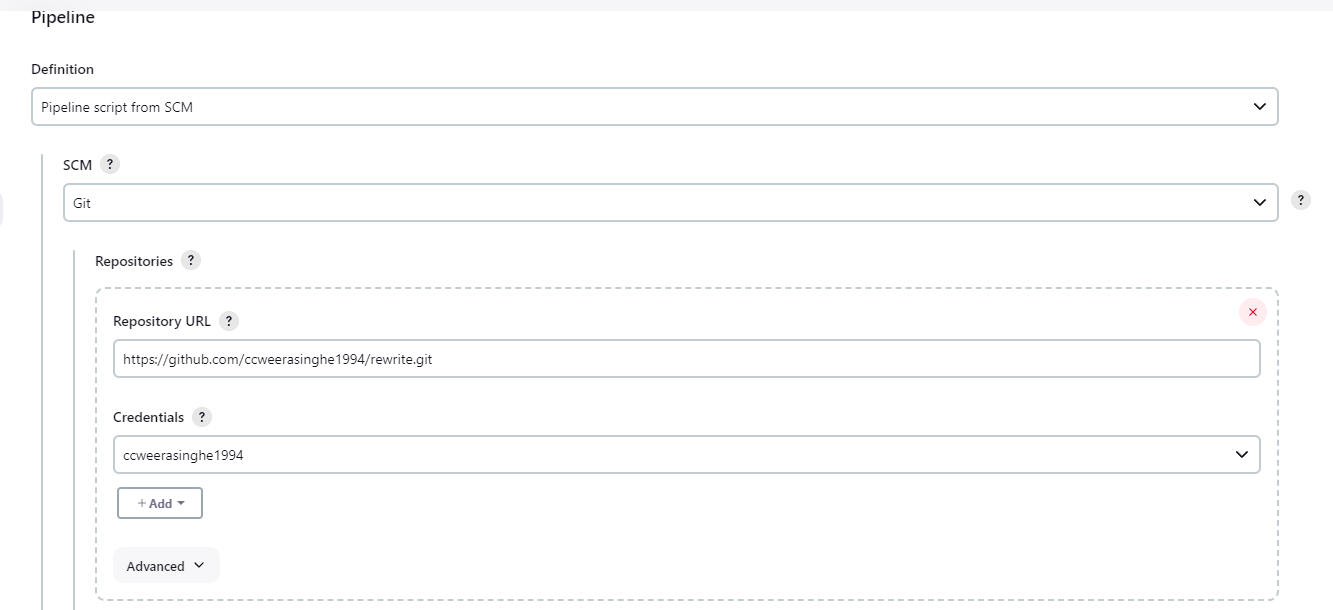 Pipeline
Definition
Pipeline script from SCM
SCM ?
Git
?
Repositories ?
Repository URL ?
https://github.com/ccweerasinghe1994/rewrite.git
Credentials ?
ccweerasinghe1994
+ Add
Advanced